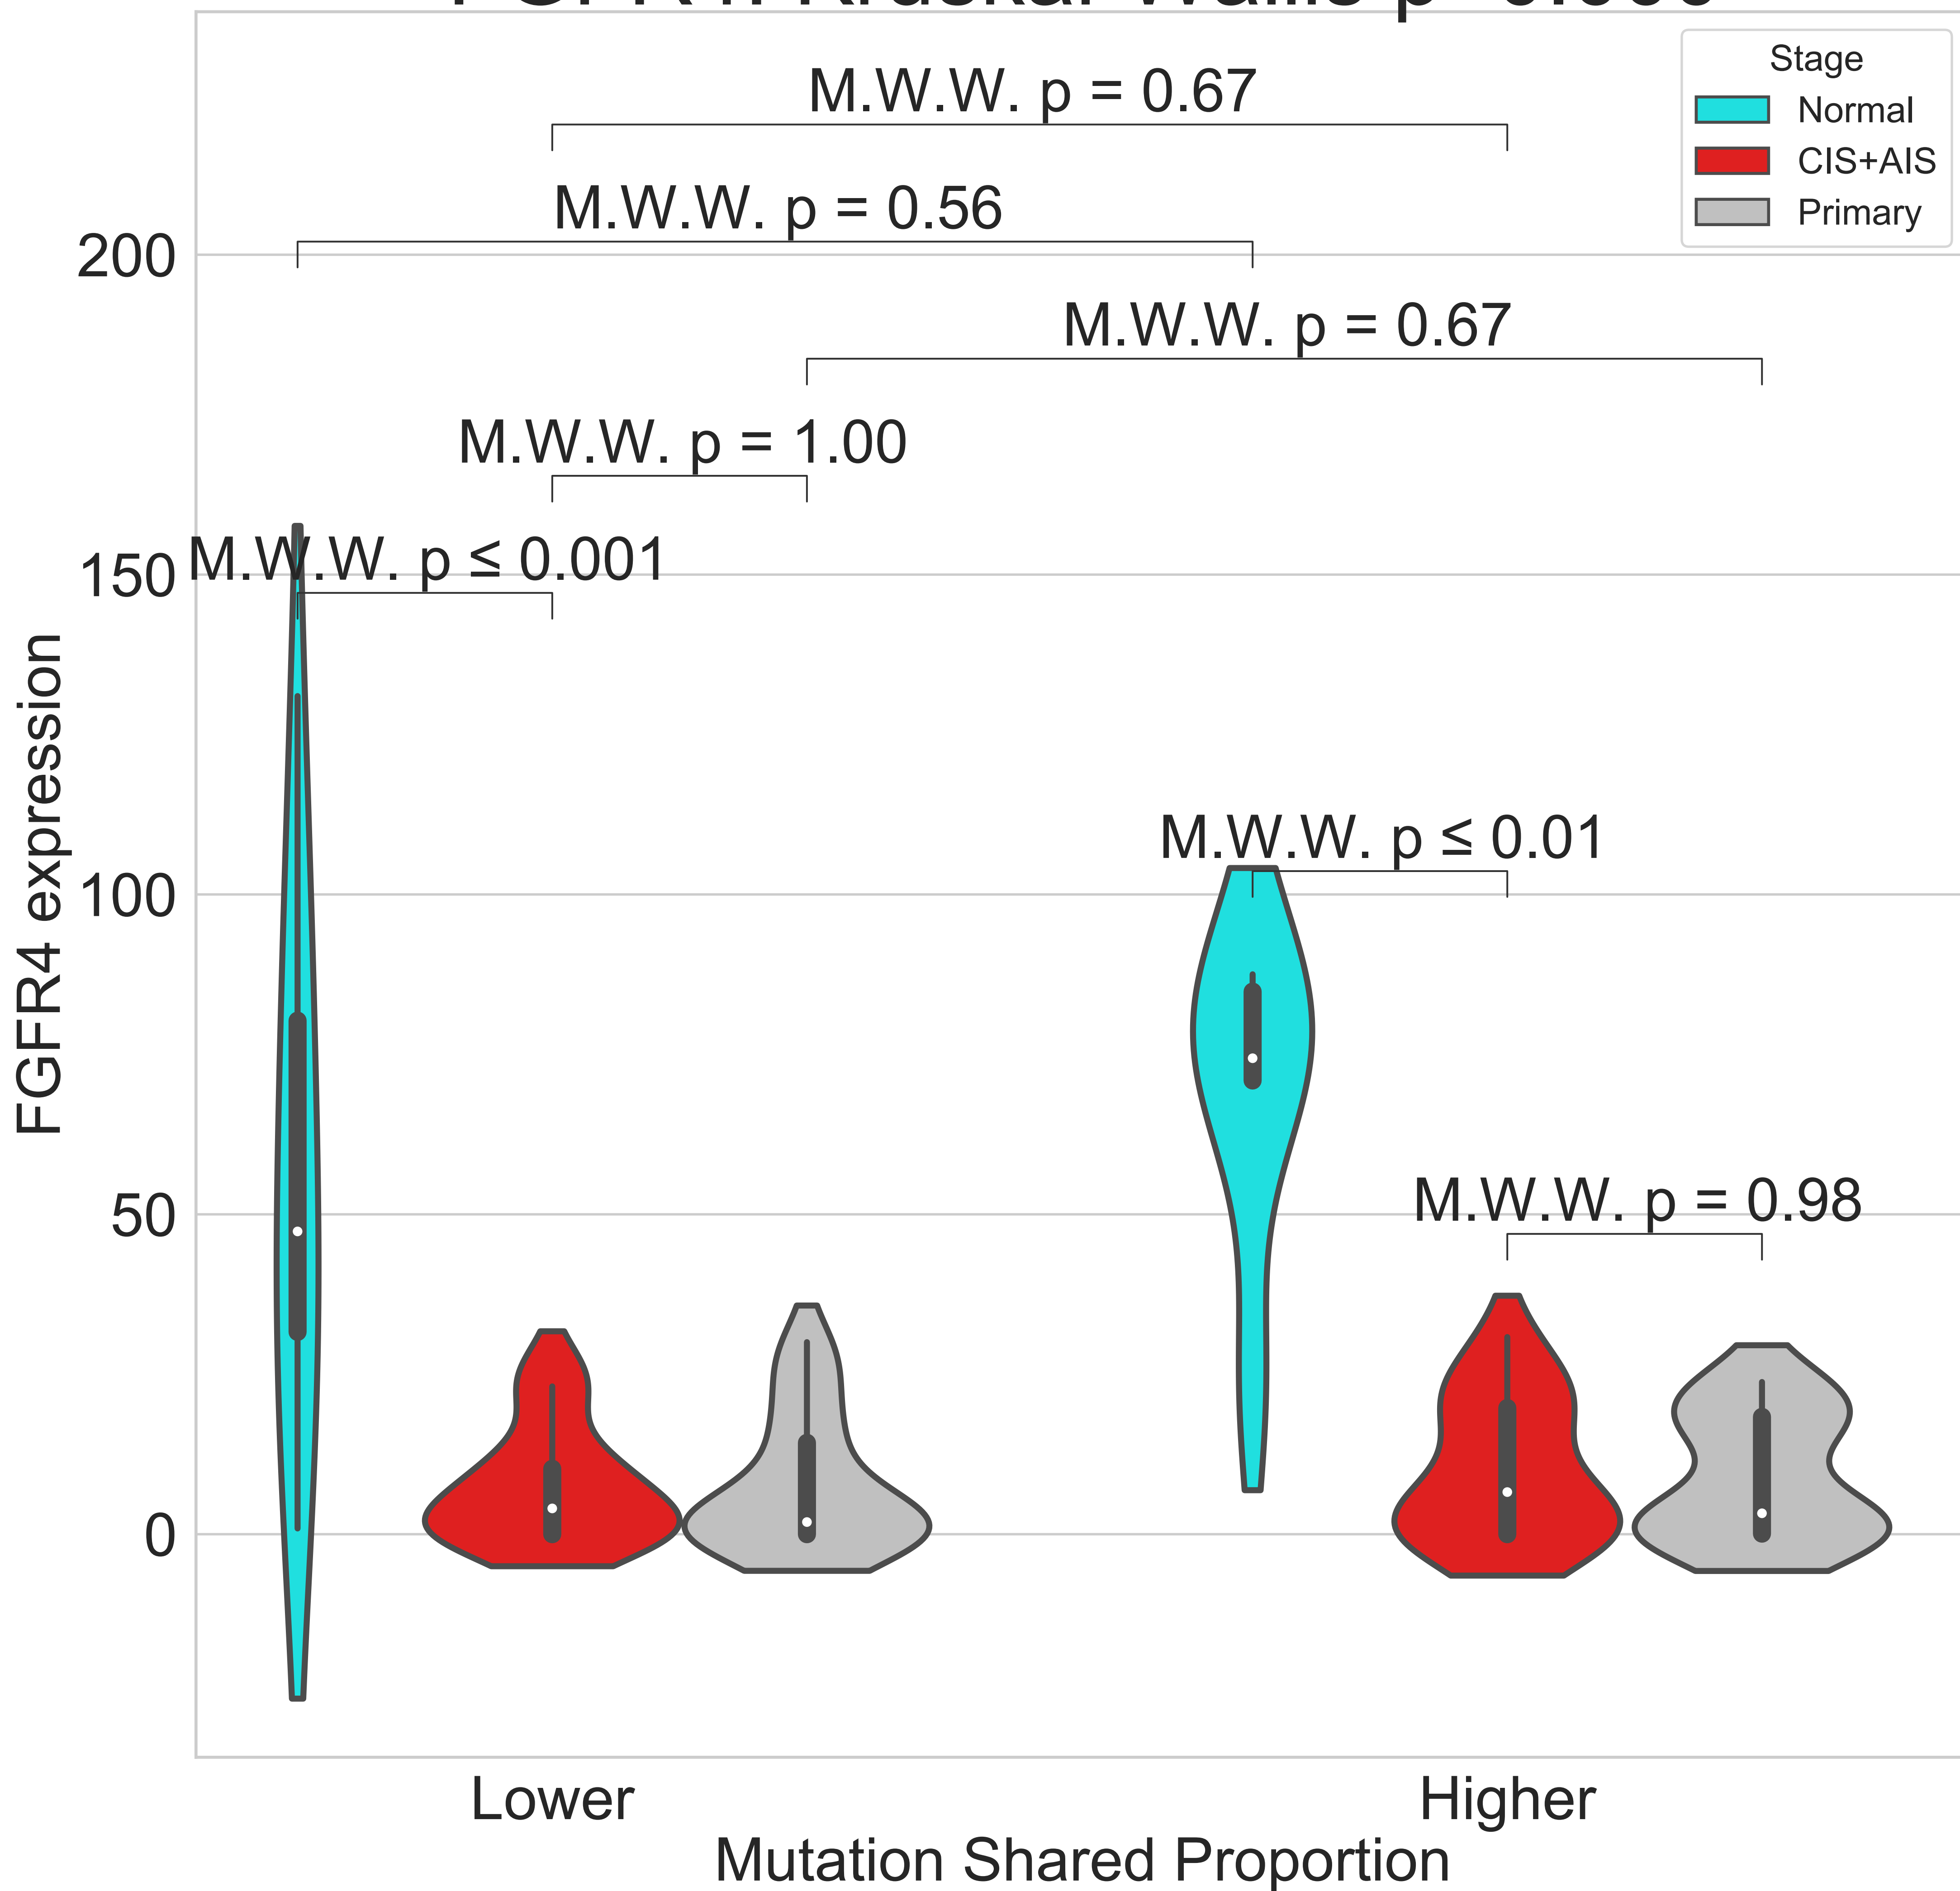 Stage
Normal
CIS+AIS
Primary
M.W.W. p = 0.67
M.W.W. p = 0.56
M.W.W. p = 0.67
M.W.W. p = 1.00
M.W.W. p ≤ 0.001
M.W.W. p ≤ 0.01
M.W.W. p = 0.98
200
150
100
50
0
FGFR4 expression
Lower
Higher
Mutation Shared Proportion